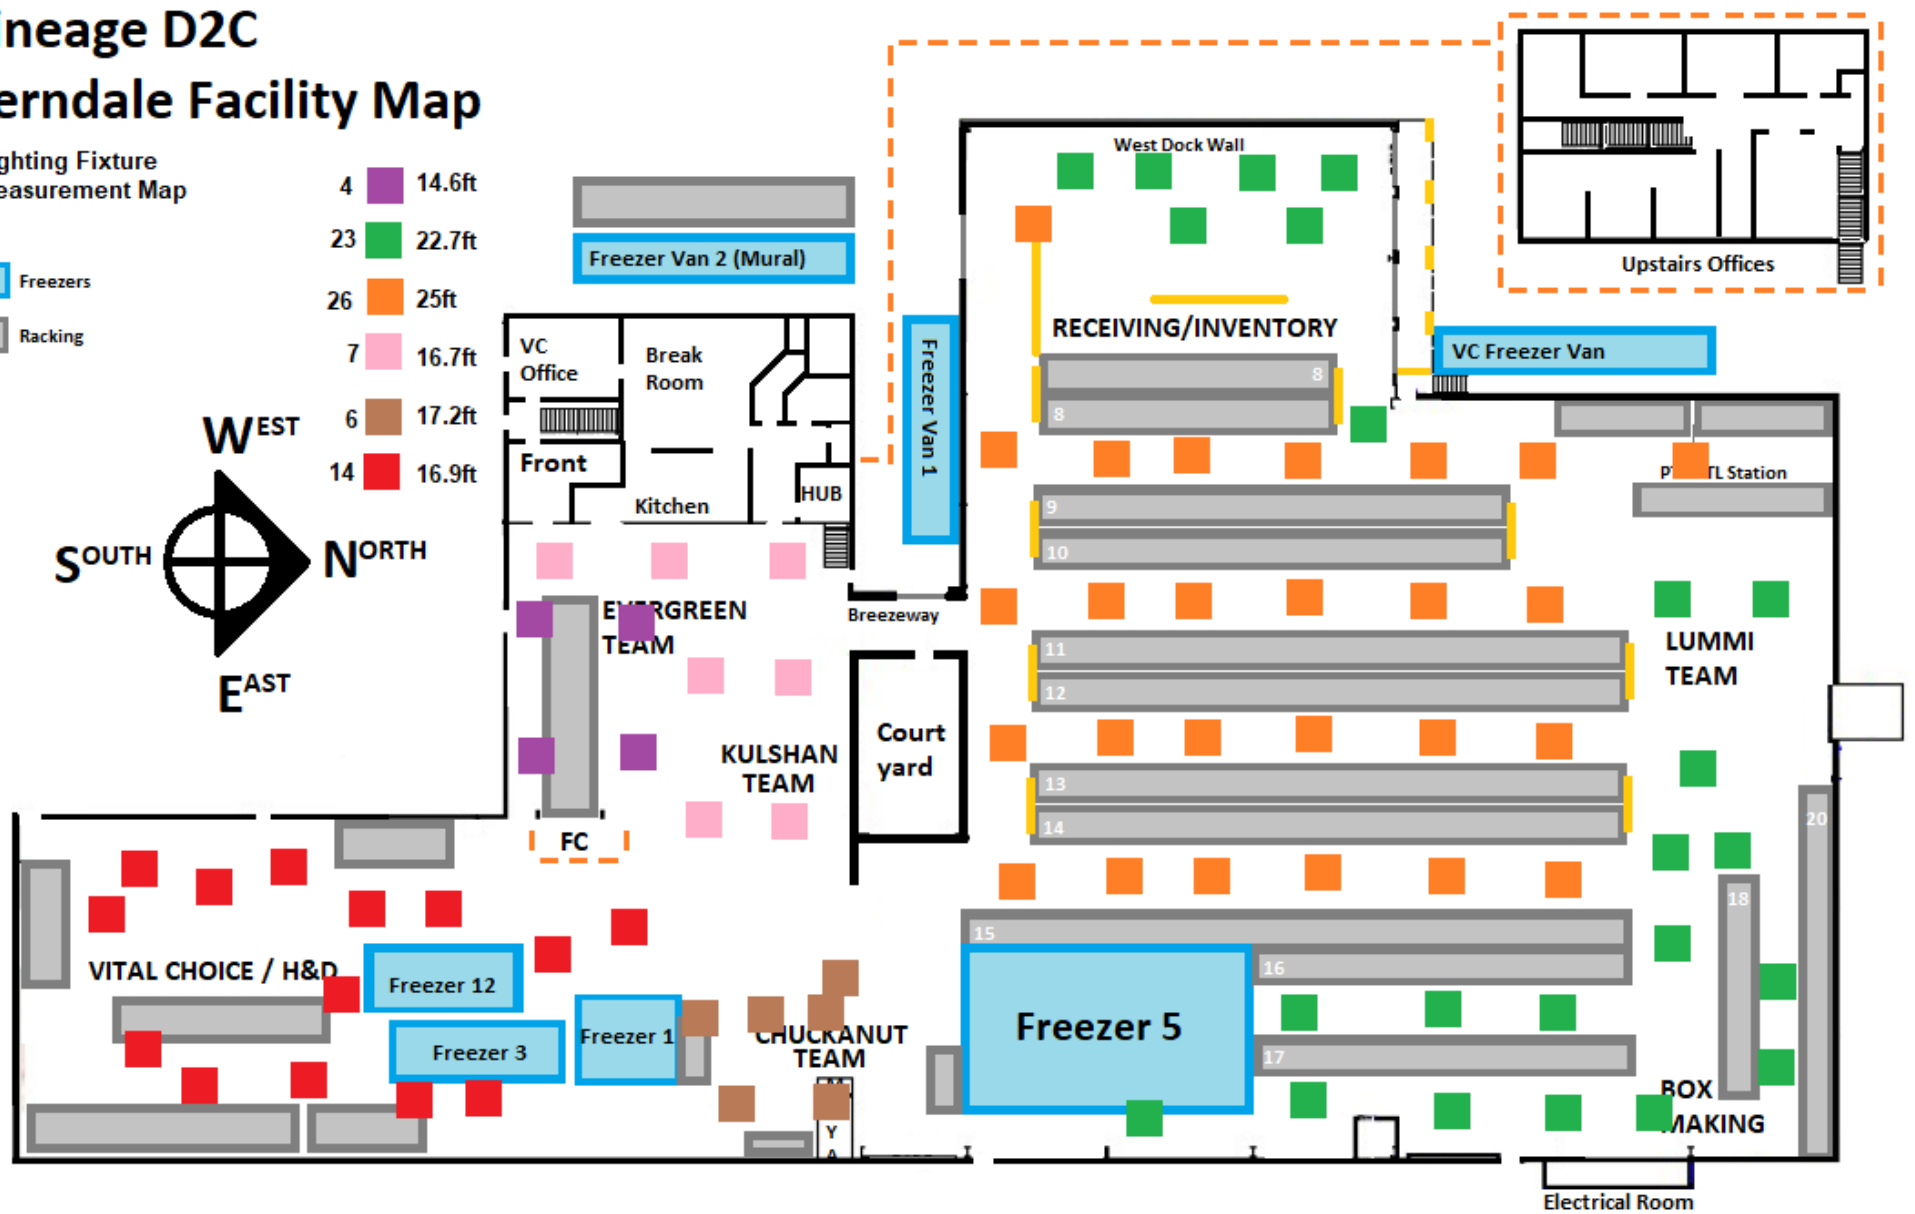 ineage D2C
erndale Facility Map
ghting Fixture
easurement Map
4 14.6ft
23 22.7ft
26 25ft
7 16.7ft
6 17.2ft
14 16.9ft
Freezers
Racking
WEST
SOUTH
NORTH
EAST
Freezer Van 2 (Mural)
VC
Office
Break
Room
Front
Kitchen
HUB
Freezer Van 1
West Dock Wall
RECEIVING/INVENTORY
8
8
Upstairs Offices
VC Freezer Van
TL Station
9
10
Breezeway
EVERGREEN
TEAM
11
12
LUMMI
TEAM
KULSHAN
TEAM
Court
yard
13
14
FC
20
18
15
16
17
VITAL CHOICE / H&D
Freezer 12
Freezer 3
Freezer 1
CHUCKANUT
TEAM
Y
A
Freezer 5
BOX
MAKING
Electrical Room